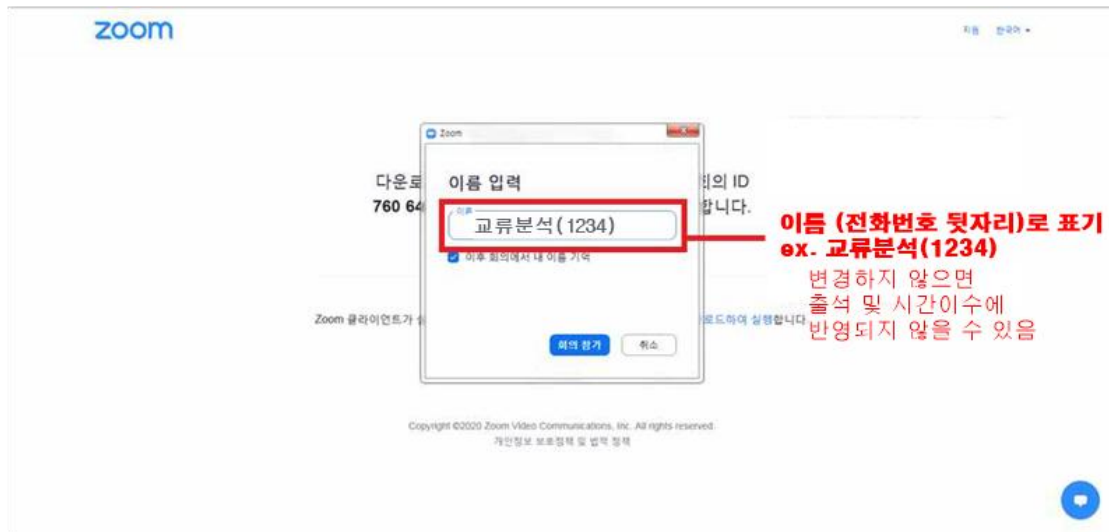 zoom
지원 한국어
Zoom
이름 입력
다운로
회의 ID
760 64
합니다.
이름
교류분석(1234)
이름 (전화번호 뒷자리)로 표기
ex. 교류분석(1234)
이후 회의에서 내 이름 기억
변경하지 않으면
출석 및 시간이수에
반영되지 않을 수 있음
Zoom 클라이언트가
로드하여 실행합니다
회의 참가
취소
Copyright ©2020 Zoom Video Communications, Inc. All rights reserved.
개인정보 보호정책 및 법적 정책